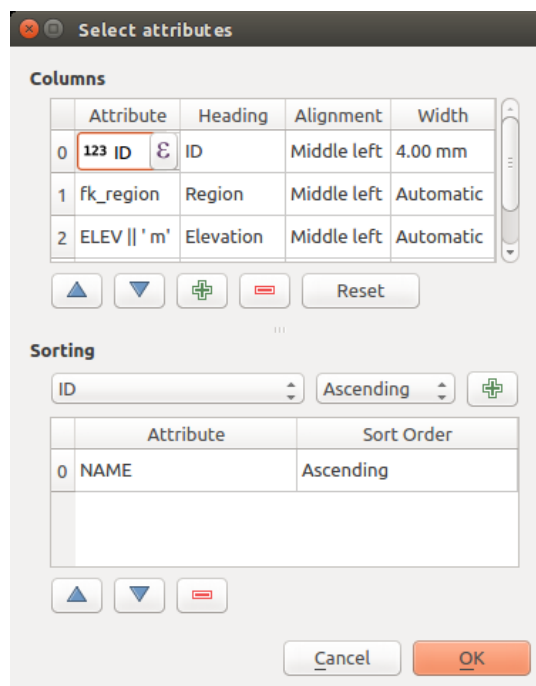 Select attributes
Columns
Attribute Heading Alignment Width
0 123 ID ε ID Middle left 4.00 mm
1 fk_region Region Middle left Automatic
2 ELEV || ' m' Elevation Middle left Automatic
Reset
Sorting
ID Ascending
Attribute Sort Order
0 NAME Ascending
Cancel OK